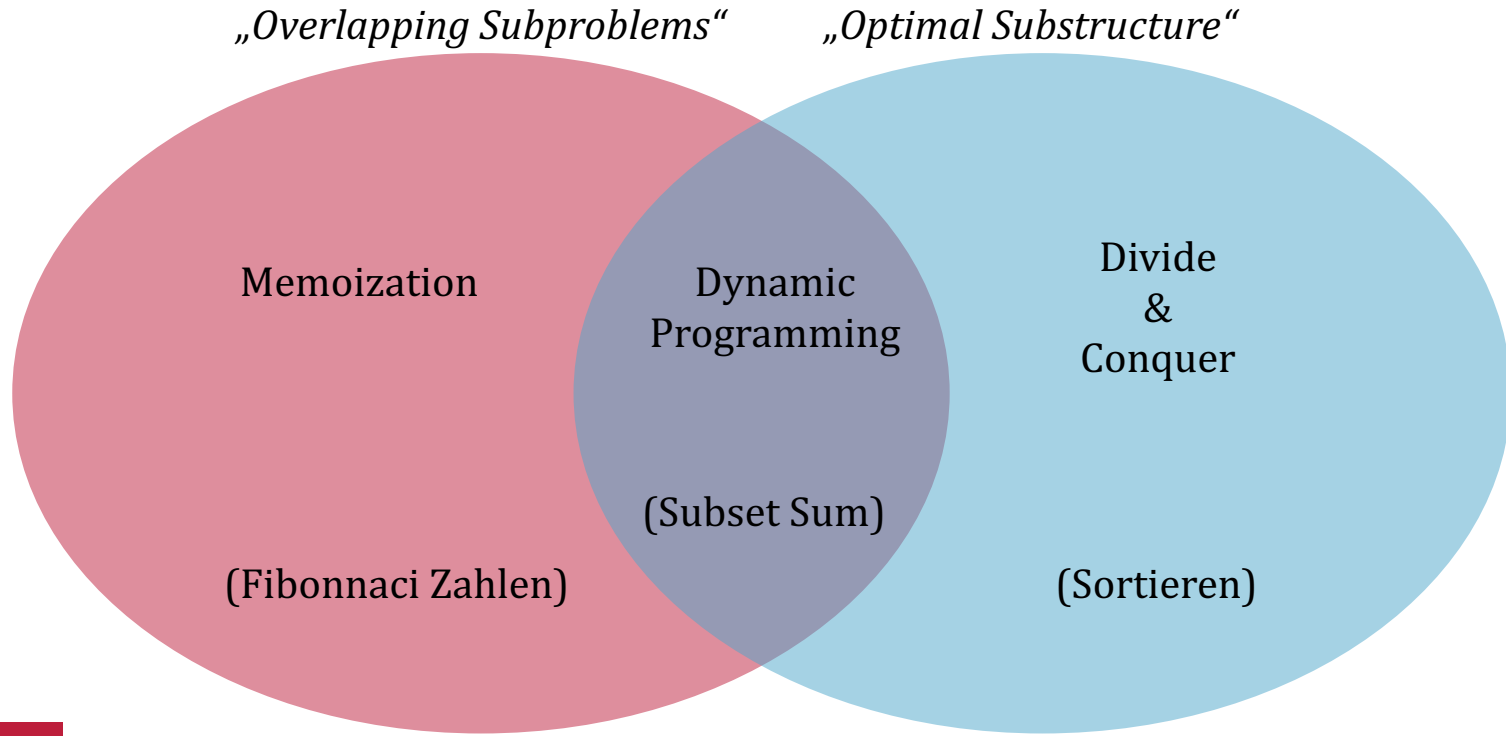 „Overlapping Subproblems“
„Optimal Substructure“
Memoization
Dynamic
Programming
Divide
&
Conquer
(Subset Sum)
(Fibonnaci Zahlen)
(Sortieren)